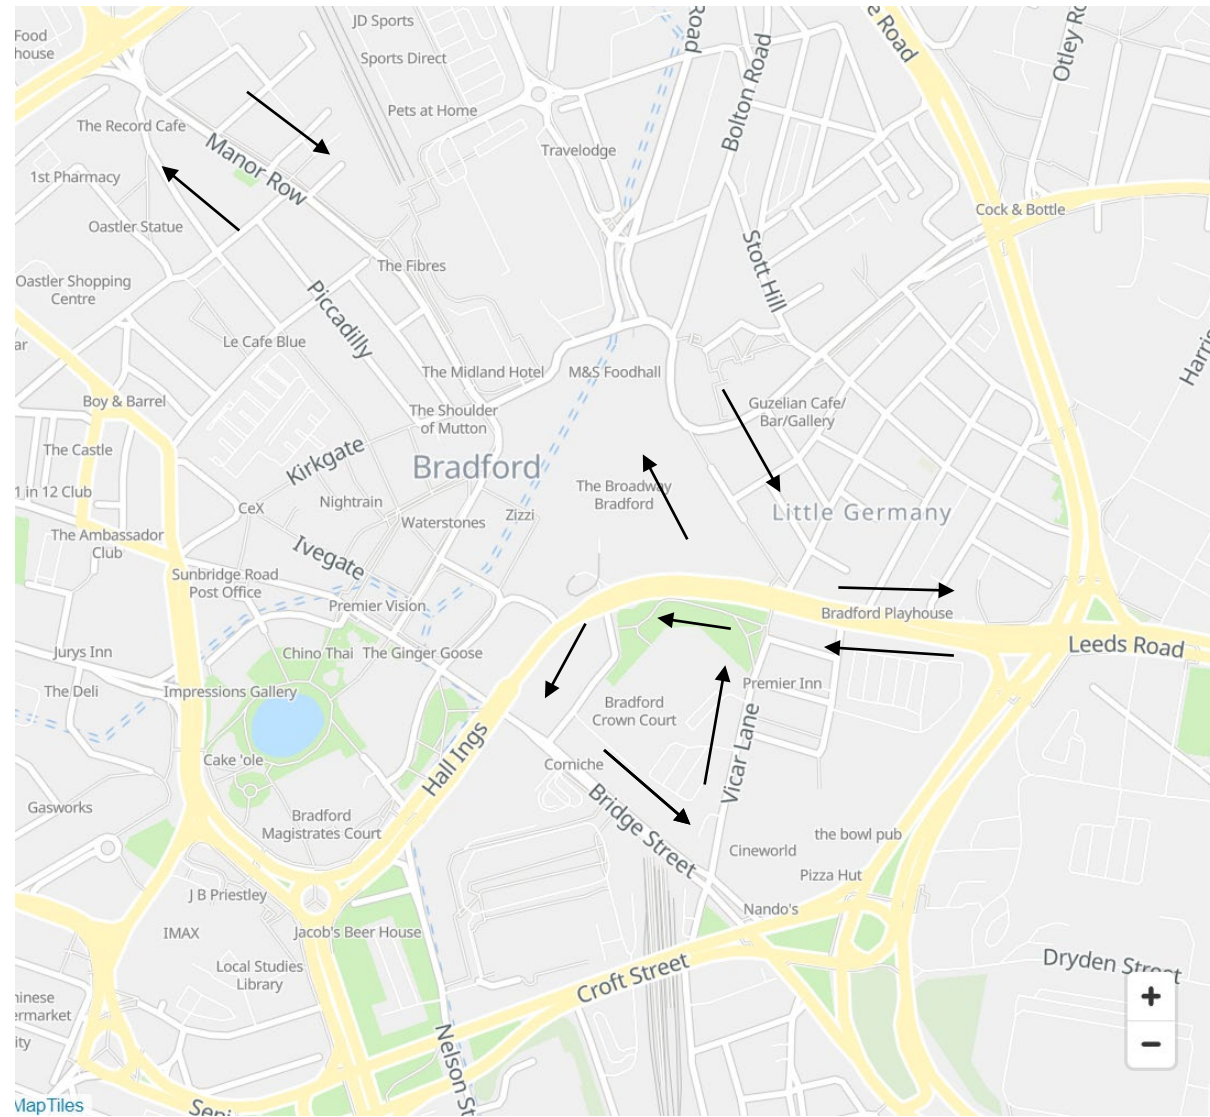 JD Sports
Food
house
Sports Direct
Road
e Road
Otley Ro
Bolton Road
Pets at Home
The Record Cafe
Manor Row
Travelodge
1st Pharmacy
Cock & Bottle
Oastler Statue
Stott Hill
The Fibres
Oastler Shopping
Centre
Piccadilly
Harris
ar
Le Cafe Blue
The Midland Hotel
M&S Foodhall
Boy & Barrel
The Shoulder
of Mutton
Guzelian Cafe/
Bar/Gallery
The Castle
Kirkgate
Bradford
1 in 12 Club
Nightrain
The Broadway
Bradford
CeX
Waterstones
Zizzi
Little Germany
The Ambassador
Club
Ivegate
Sunbridge Road
Post Office
Premier Vision
Bradford Playhouse
Leeds Road
Jurys Inn
Chino Thai
The Ginger Goose
The Deli
Impressions Gallery
Premier Inn
Bradford
Crown Court
Hall Ings
Vicar Lane
Cake 'ole
Corniche
Gasworks
Bradford
Magistrates Court
Bridge Street
the bowl pub
Cineworld
Pizza Hut
J B Priestley
Nando's
IMAX
Jacob's Beer House
Local Studies
Library
Croft Street
Dryden Street
hinese
ermarket
ity
+
−
Nelson St
MapTiles